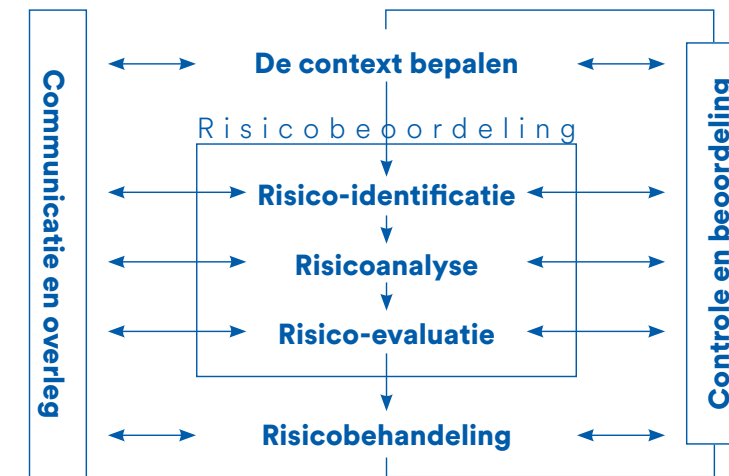 Communicatie en overleg
De context bepalen
Risicobeoordeling
Risico-identificatie
Risicoanalyse
Risico-evaluatie
Risicobehandeling
Controle en beoordeling